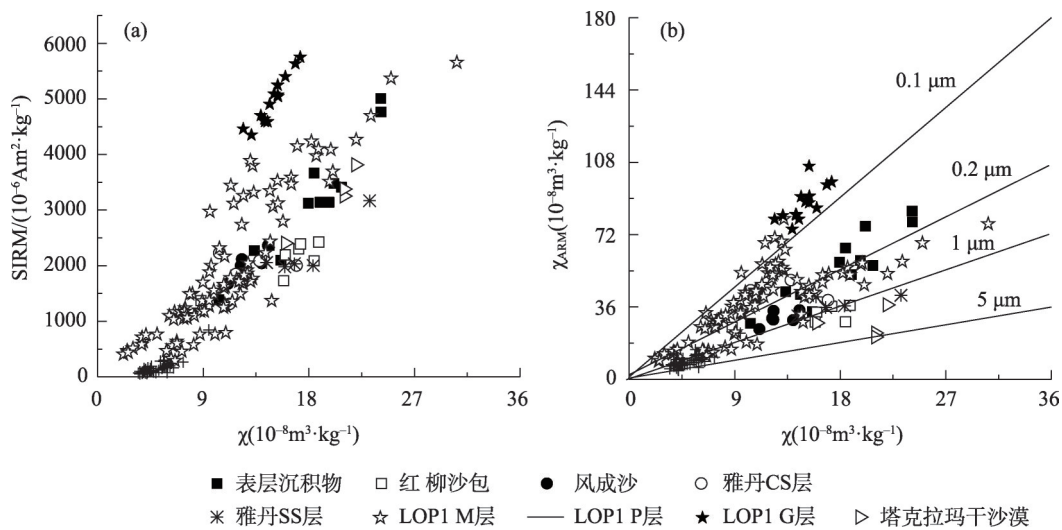 (a)
6000
5000
4000
3000
2000
1000
0
SIRM/(10⁻⁶Am²·kg⁻¹)
0 9 18 27 36
χ(10⁻⁸m³·kg⁻¹)
(b)
180
144
108
72
36
0
χARM(10⁻⁸m³·kg⁻¹)
0.1 μm
0.2 μm
1 μm
5 μm
0 9 18 27 36
χ(10⁻⁸m³·kg⁻¹)
表层沉积物 红 柳沙包 风成沙 雅丹CS层
雅丹SS层 LOP1 M层 LOP1 P层 LOP1 G层 塔克拉玛干沙漠